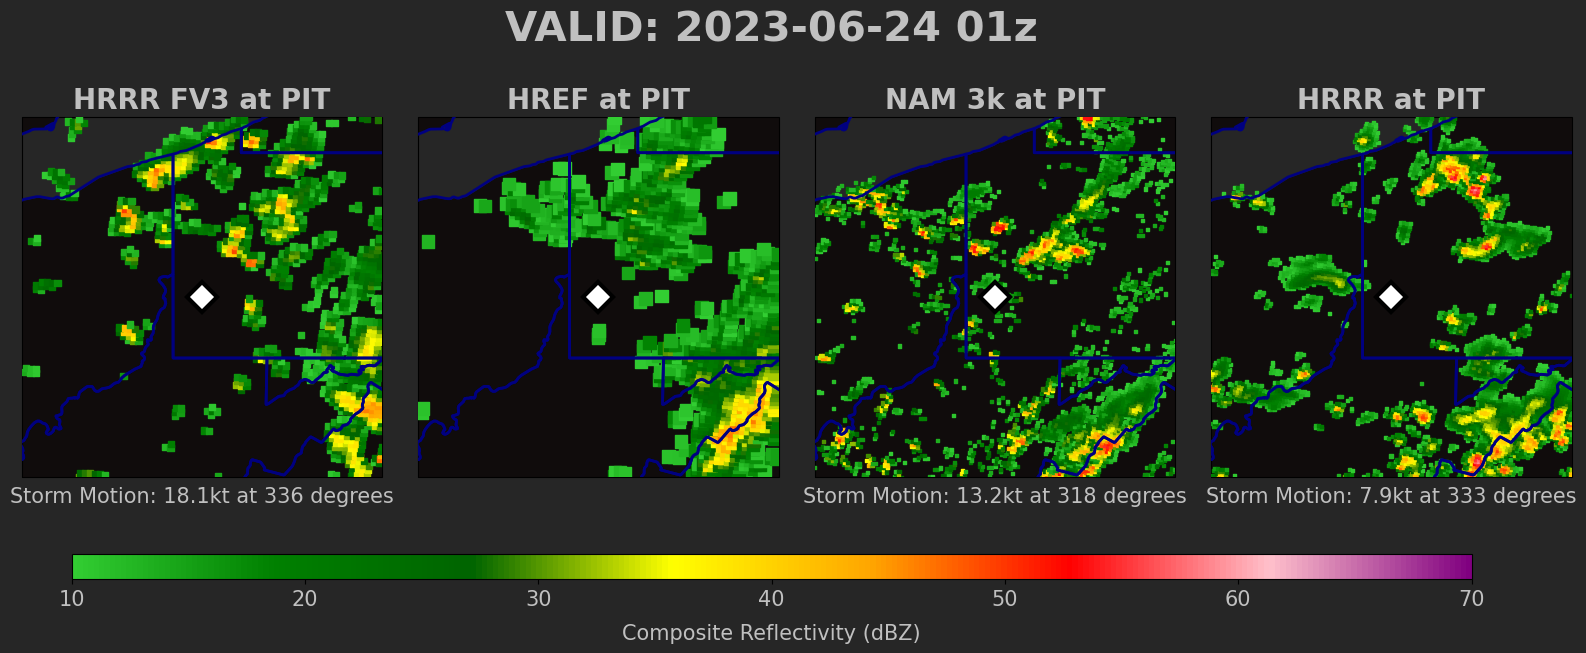 VALID: 2023-06-24 01z
HRRR FV3 at PIT
HREF at PIT
NAM 3k at PIT
HRRR at PIT
Storm Motion: 18.1kt at 336 degrees
Storm Motion: 13.2kt at 318 degrees
Storm Motion: 7.9kt at 333 degrees
10 20 30 40 50 60 70
Composite Reflectivity (dBZ)